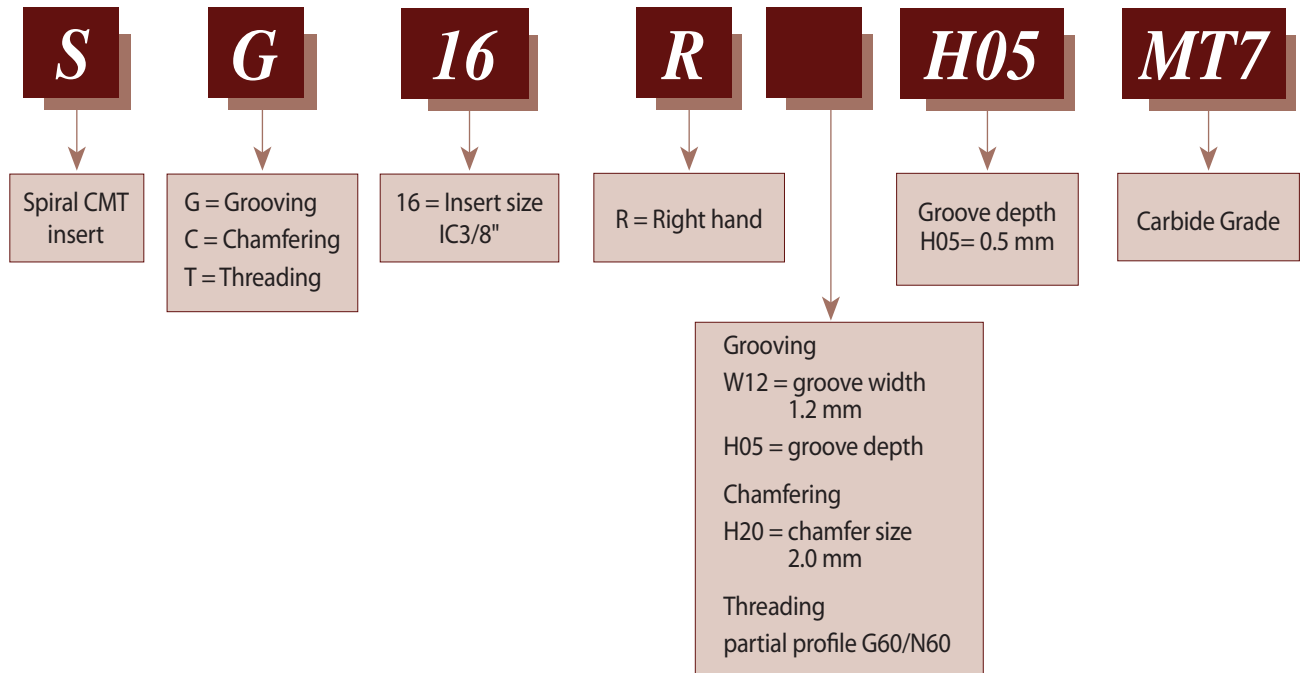 S G 16 R H05 MT7
Spiral CMT
insert
G = Grooving
C = Chamfering
T = Threading
16 = Insert size
IC3/8"
R = Right hand
Groove depth
H05= 0.5 mm
Carbide Grade
Grooving
W12 = groove width
1.2 mm
H05 = groove depth
Chamfering
H20 = chamfer size
2.0 mm
Threading
partial profile G60/N60